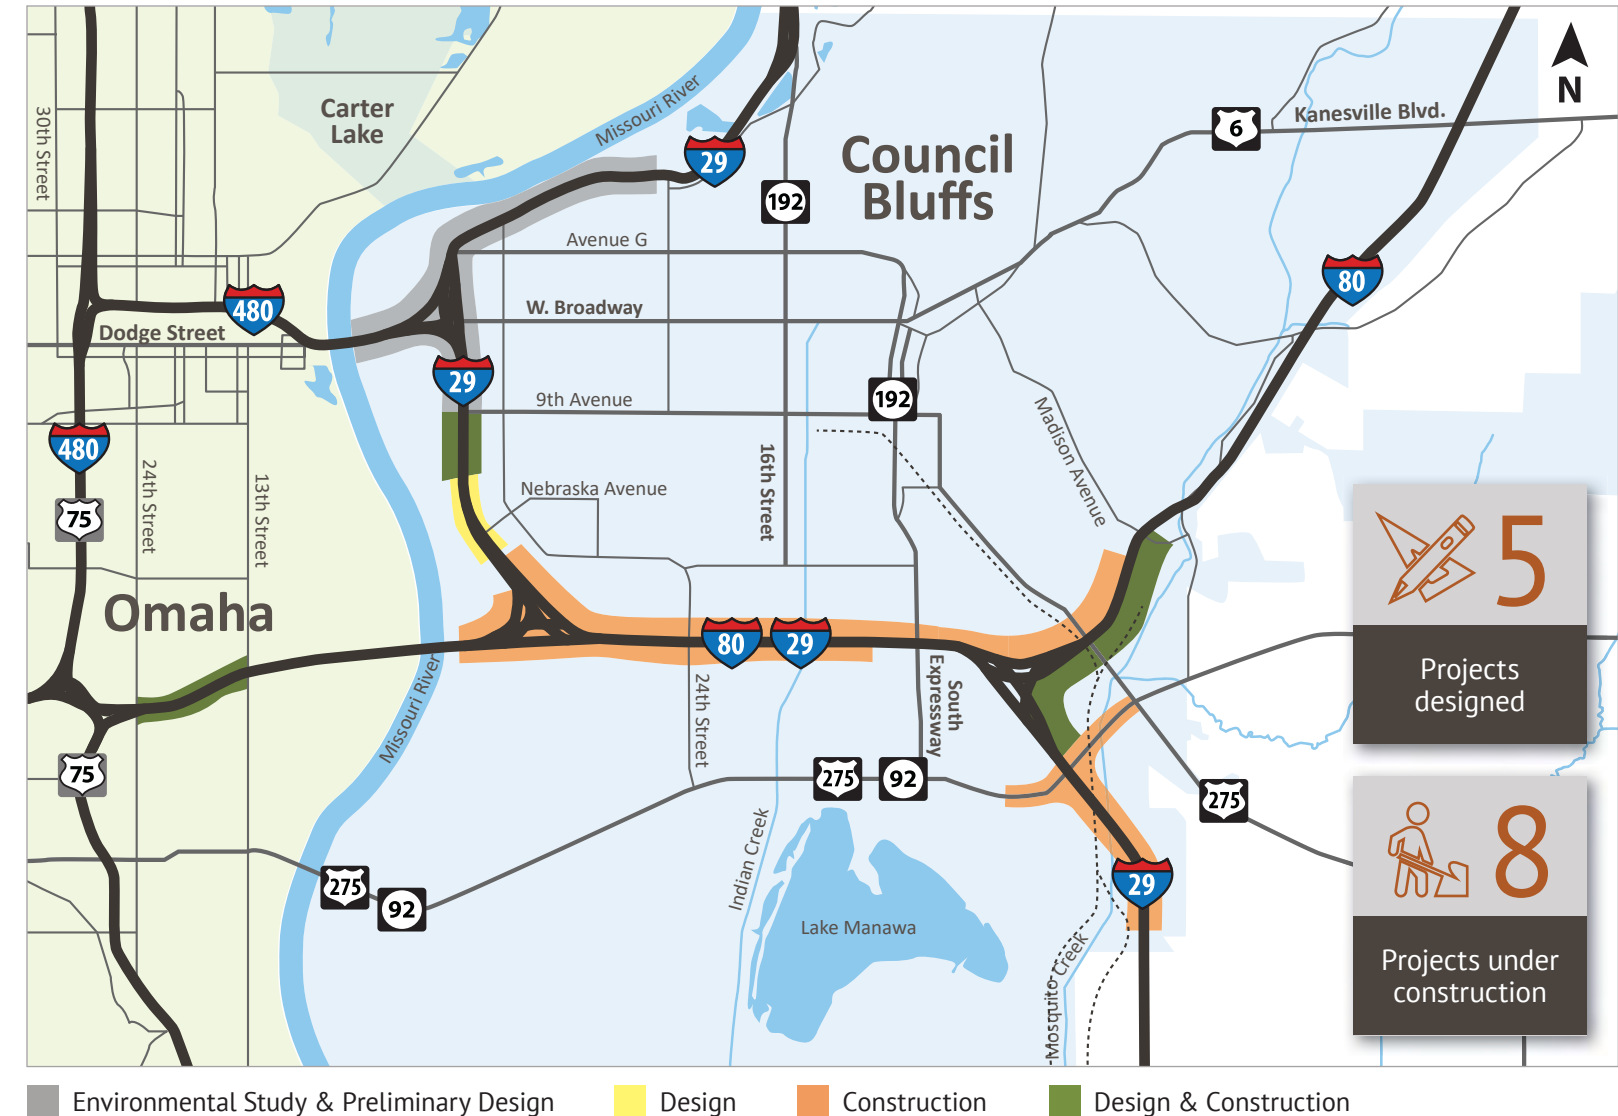 30th Street
Carter
Lake
Missouri River
29
192
Council
Bluffs
6
Kanesville Blvd.
N
Avenue G
480
W. Broadway
80
Dodge Street
29
9th Avenue
192
Madison Avenue
480
24th Street
13th Street
16th Street
Nebraska Avenue
75
5
Projects
designed
Omaha
80
29
South
Expressway
24th Street
Missouri River
75
275
92
275
8
Projects under
construction
Indian Creek
275
92
29
Lake Manawa
Mosquito Creek
Environmental Study & Preliminary Design
Design
Construction
Design & Construction